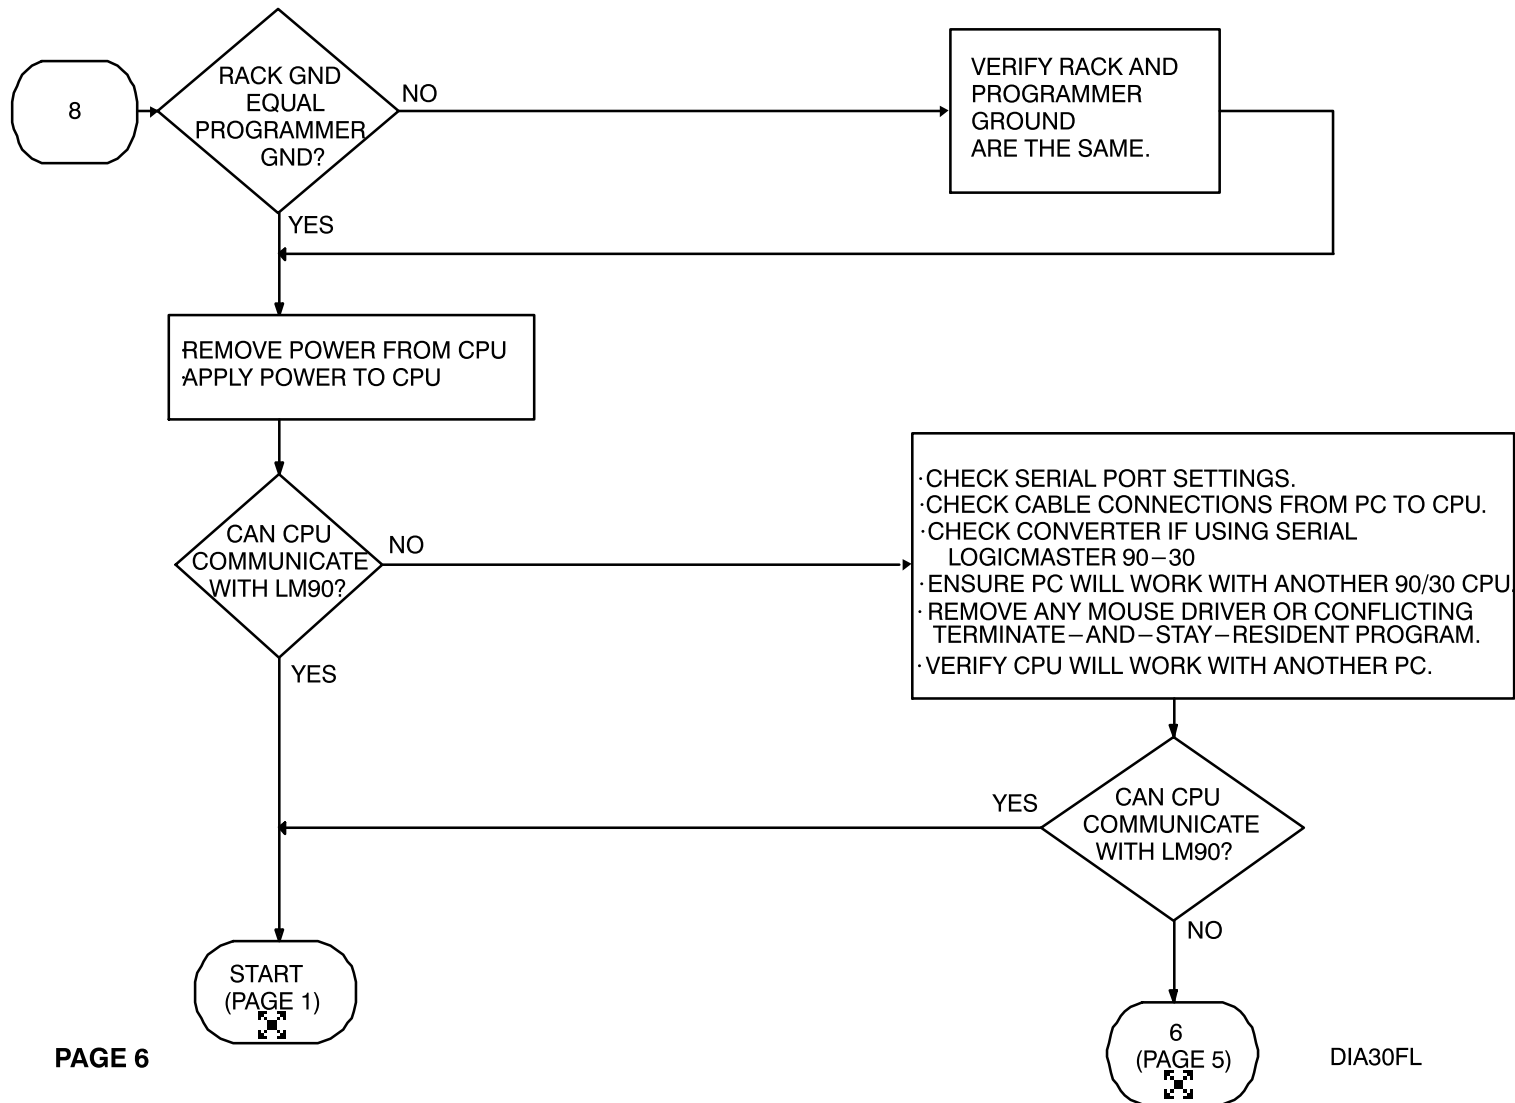 8
RACK GND
EQUAL
PROGRAMMER
GND?
NO
VERIFY RACK AND
PROGRAMMER
GROUND
ARE THE SAME.
YES
·REMOVE POWER FROM CPU
·APPLY POWER TO CPU
CAN CPU
COMMUNICATE
WITH LM90?
NO
·CHECK SERIAL PORT SETTINGS.
·CHECK CABLE CONNECTIONS FROM PC TO CPU.
·CHECK CONVERTER IF USING SERIAL
LOGICMASTER 90–30
·ENSURE PC WILL WORK WITH ANOTHER 90/30 CPU.
·REMOVE ANY MOUSE DRIVER OR CONFLICTING
TERMINATE–AND–STAY–RESIDENT PROGRAM.
·VERIFY CPU WILL WORK WITH ANOTHER PC.
YES
YES
CAN CPU
COMMUNICATE
WITH LM90?
NO
START
(PAGE 1)
6
(PAGE 5)
PAGE 6
DIA30FL